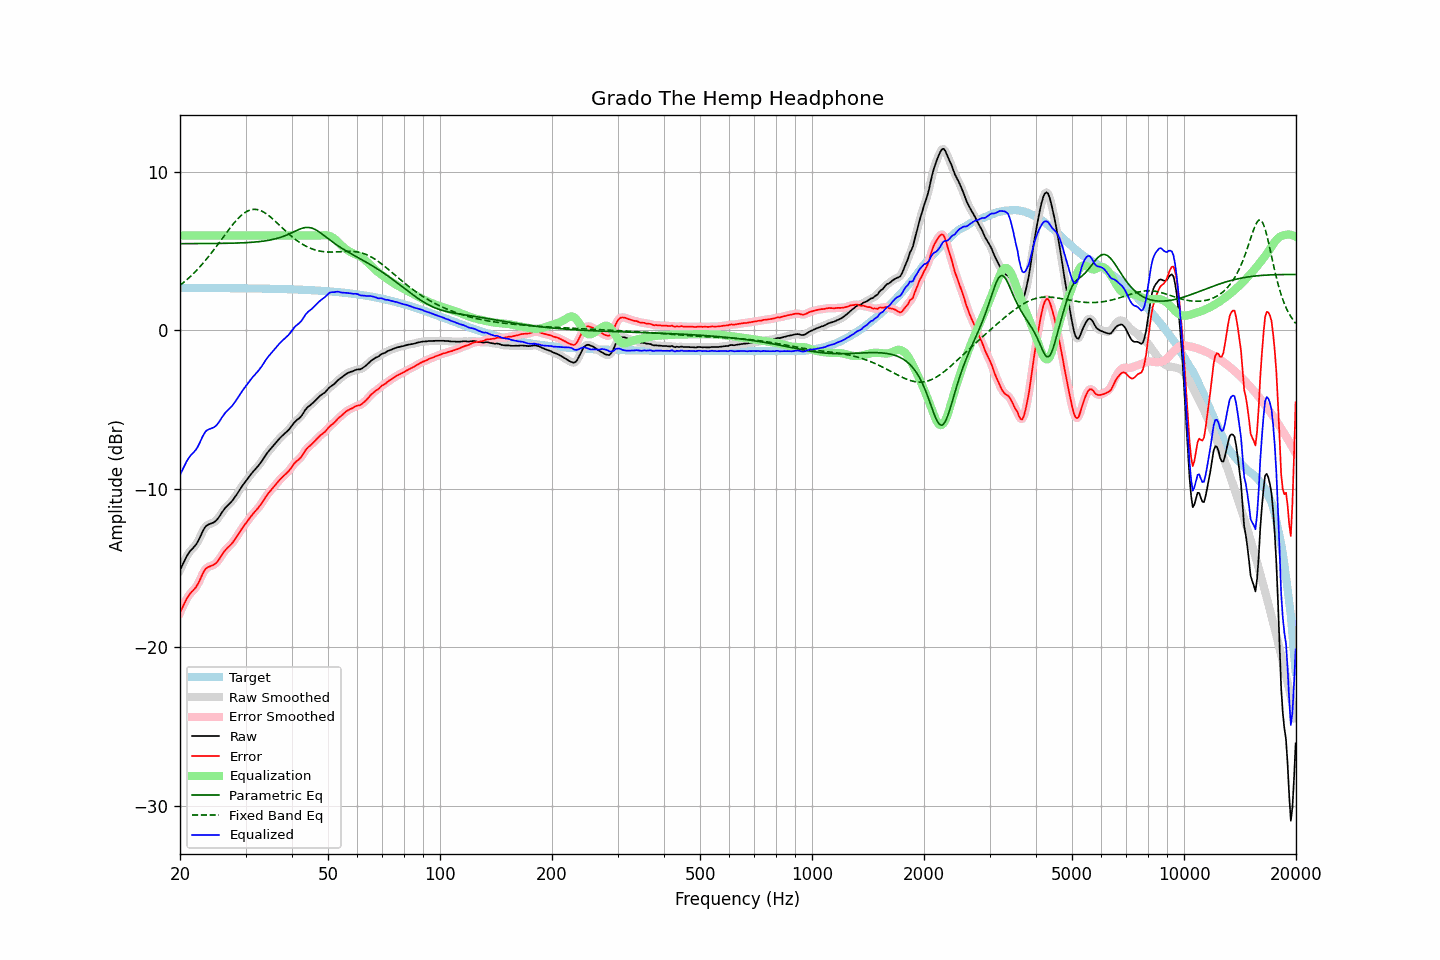 Grado The Hemp Headphone
Amplitude (dBr)
10
0
−10
−20
−30
Target
Raw Smoothed
Error Smoothed
Raw
Error
Equalization
Parametric Eq
Fixed Band Eq
Equalized
20 50 100 200 500 1000 2000 5000 10000 20000
Frequency (Hz)